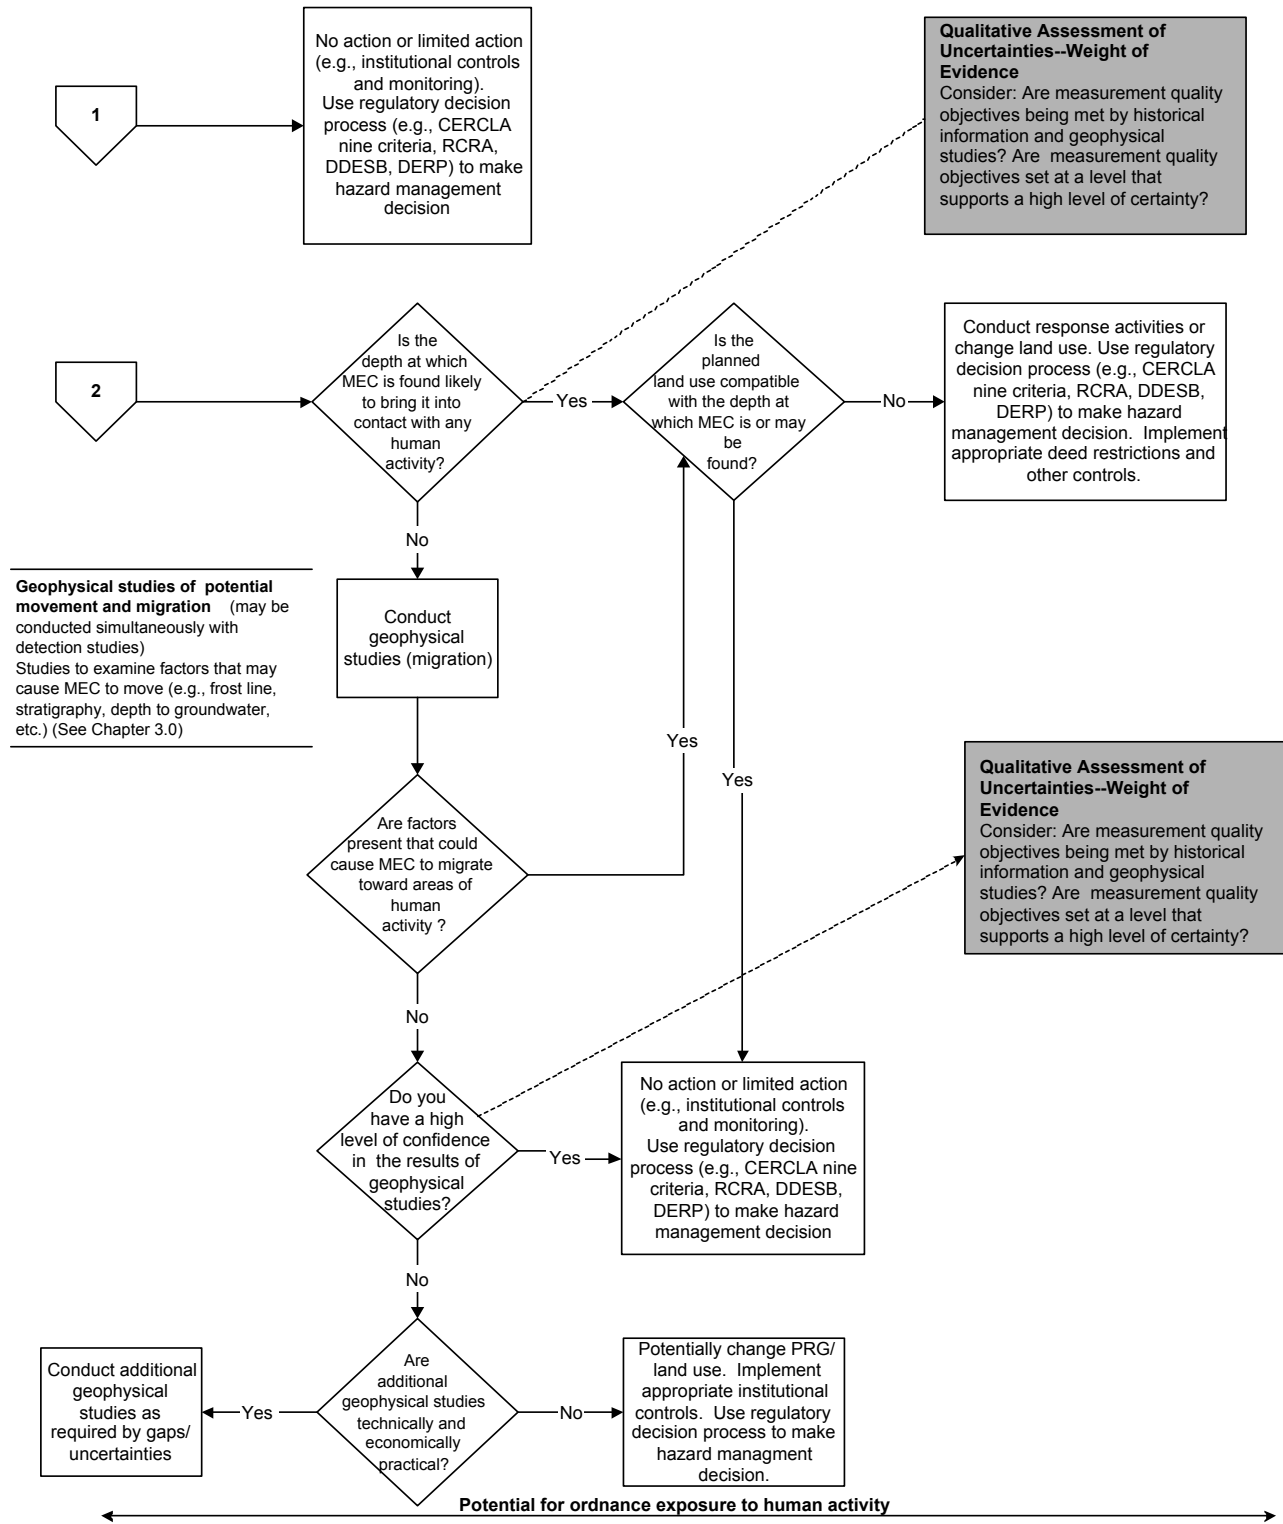 1
No action or limited action
(e.g., institutional controls
and monitoring).
Use regulatory decision
process (e.g., CERCLA
nine criteria, RCRA,
DDESB, DERP) to make
hazard management
decision
Qualitative Assessment of
Uncertainties--Weight of
Evidence
Consider: Are measurement quality
objectives being met by historical
information and geophysical
studies? Are measurement quality
objectives set at a level that
supports a high level of certainty?
2
Is the
depth at which
MEC is found likely
to bring it into
contact with any
human
activity?
Yes
Is the
planned
land use compatible
with the depth at
which MEC is or may
be
found?
No
Conduct response activities or
change land use. Use regulatory
decision process (e.g., CERCLA
nine criteria, RCRA, DDESB,
DERP) to make hazard
management decision. Implement
appropriate deed restrictions and
other controls.
No
Geophysical studies of potential
movement and migration (may be
conducted simultaneously with
detection studies)
Studies to examine factors that may
cause MEC to move (e.g., frost line,
stratigraphy, depth to groundwater,
etc.) (See Chapter 3.0)
Conduct
geophysical
studies (migration)
Yes
Yes
Are factors
present that could
cause MEC to migrate
toward areas of
human
activity ?
Qualitative Assessment of
Uncertainties--Weight of
Evidence
Consider: Are measurement quality
objectives being met by historical
information and geophysical
studies? Are measurement quality
objectives set at a level that
supports a high level of certainty?
No
Do you
have a high
level of confidence
in the results of
geophysical
studies?
Yes
No action or limited action
(e.g., institutional controls
and monitoring).
Use regulatory decision
process (e.g., CERCLA nine
criteria, RCRA, DDESB,
DERP) to make hazard
management decision
No
Conduct additional
geophysical
studies as
required by gaps/
uncertainties
Yes
Are
additional
geophysical studies
technically and
economically
practical?
No
Potentially change PRG/
land use. Implement
appropriate institutional
controls. Use regulatory
decision process to make
hazard managment
decision.
Potential for ordnance exposure to human activity